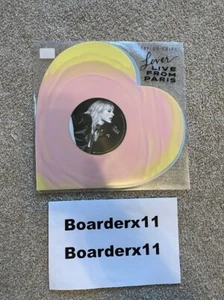 TAYLOR SWIFT
Lover
LIVE
FROM
PARIS
Boarderx11
Boarderx11